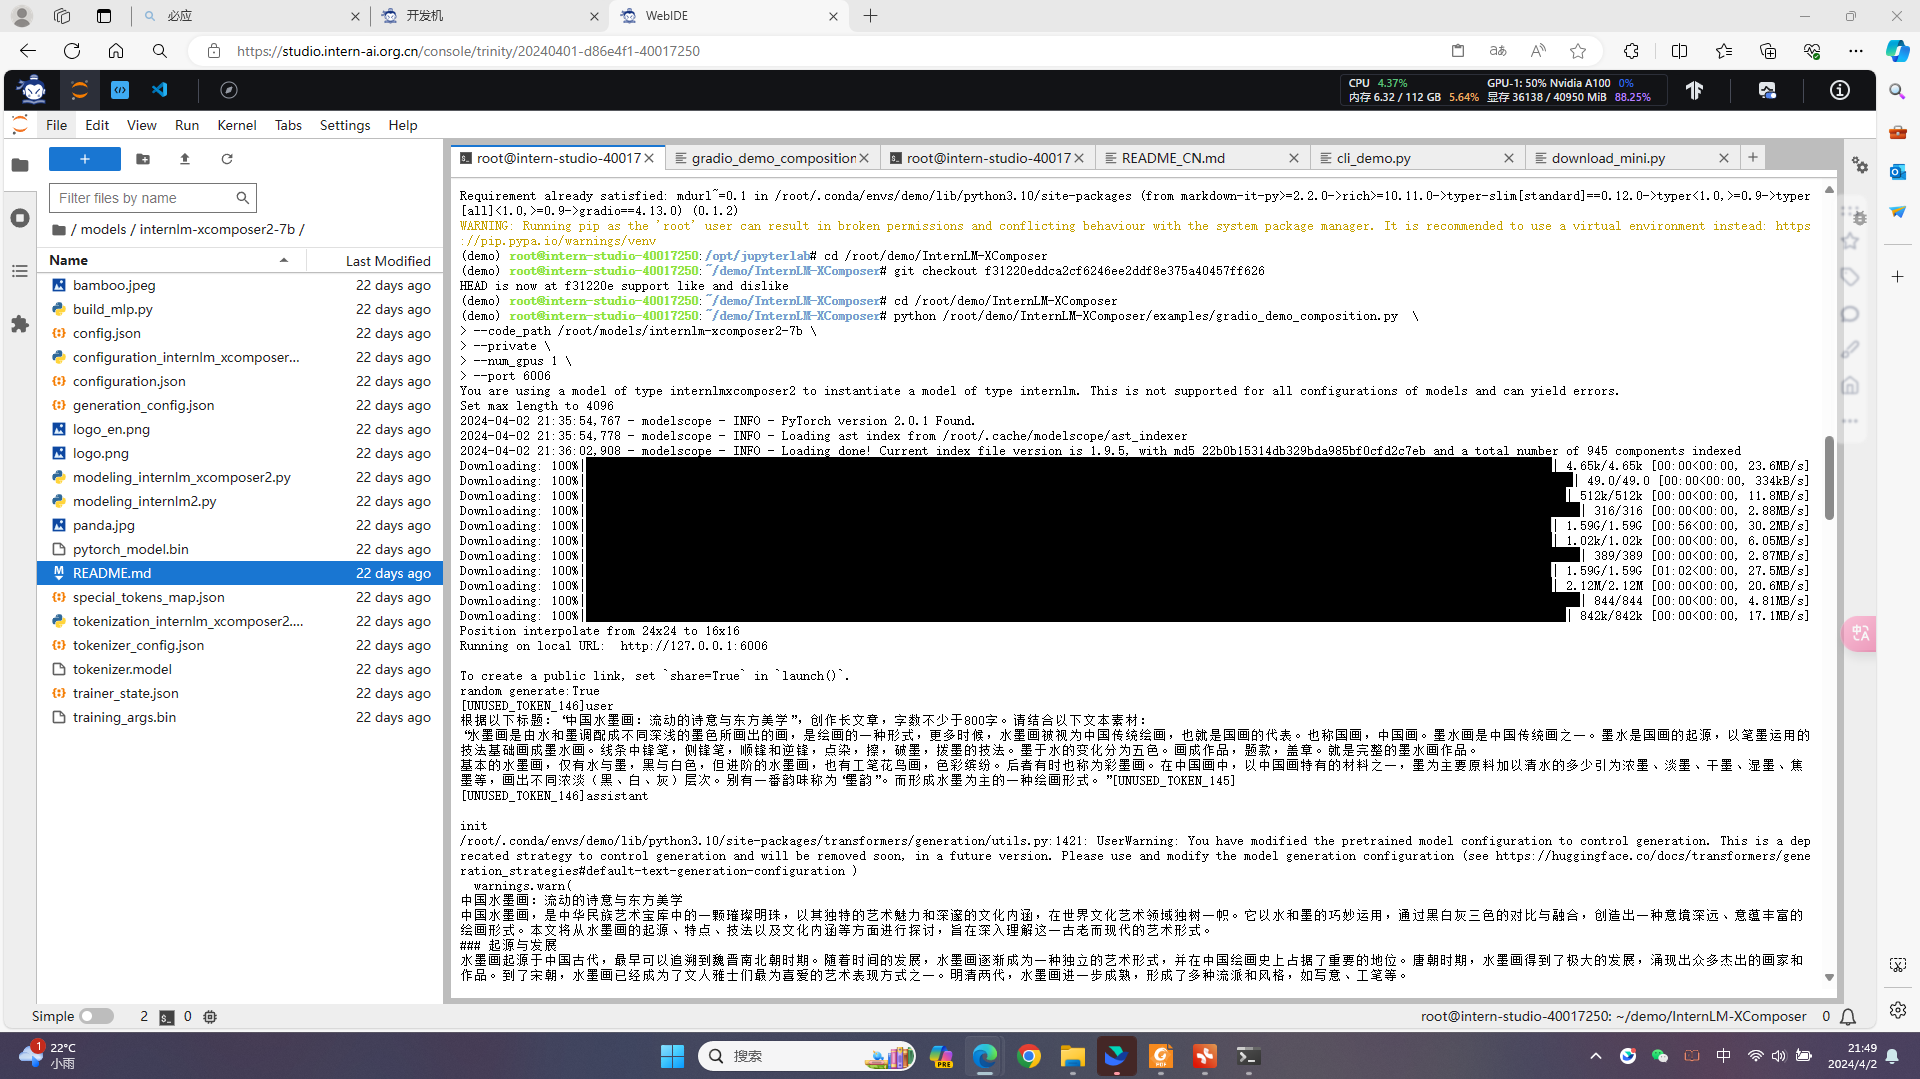 必应
开发机
WebIDE
https://studio.intern-ai.org.cn/console/trinity/20240401-d86e4f1-40017250
CPU 4.37% GPU-1: 50% Nvidia A100 0%
内存 6.32 / 112 GB 5.64% 显存 36138 / 40950 MiB 88.25%
File Edit View Run Kernel Tabs Settings Help
Filter files by name
/ models / internlm-xcomposer2-7b /
Name Last Modified
bamboo.jpeg 22 days ago
build_mlp.py 22 days ago
config.json 22 days ago
configuration_internlm_xcomposer... 22 days ago
configuration.json 22 days ago
generation_config.json 22 days ago
logo_en.png 22 days ago
logo.png 22 days ago
modeling_internlm_xcomposer2.py 22 days ago
modeling_internlm2.py 22 days ago
panda.jpg 22 days ago
pytorch_model.bin 22 days ago
README.md 22 days ago
special_tokens_map.json 22 days ago
tokenization_internlm_xcomposer2.... 22 days ago
tokenizer_config.json 22 days ago
tokenizer.model 22 days ago
trainer_state.json 22 days ago
training_args.bin 22 days ago
root@intern-studio-40017 gradio_demo_composition root@intern-studio-40017 README_CN.md cli_demo.py download_mini.py
Requirement already satisfied: mdurl~=0.1 in /root/.conda/envs/demo/lib/python3.10/site-packages (from markdown-it-py>=2.2.0->rich>=10.11.0->typer-slim[standard]==0.12.0->typer<1.0,>=0.9->typer
[all]<1.0,>=0.9->gradio==4.13.0) (0.1.2)
WARNING: Running pip as the 'root' user can result in broken permissions and conflicting behaviour with the system package manager. It is recommended to use a virtual environment instead: https
://pip.pypa.io/warnings/venv
(demo) root@intern-studio-40017250:/opt/jupyterlab# cd /root/demo/InternLM-XComposer
(demo) root@intern-studio-40017250:~/demo/InternLM-XComposer# git checkout f31220eddca2cf6246ee2ddf8e375a40457ff626
HEAD is now at f31220e support like and dislike
(demo) root@intern-studio-40017250:~/demo/InternLM-XComposer# cd /root/demo/InternLM-XComposer
(demo) root@intern-studio-40017250:~/demo/InternLM-XComposer# python /root/demo/InternLM-XComposer/examples/gradio_demo_composition.py \
> --code_path /root/models/internlm-xcomposer2-7b \
> --private \
> --num_gpus 1 \
> --port 6006
You are using a model of type internlmxcomposer2 to instantiate a model of type internlm. This is not supported for all configurations of models and can yield errors.
Set max length to 4096
2024-04-02 21:35:54,767 - modelscope - INFO - PyTorch version 2.0.1 Found.
2024-04-02 21:35:54,778 - modelscope - INFO - Loading ast index from /root/.cache/modelscope/ast_indexer
2024-04-02 21:36:02,908 - modelscope - INFO - Loading done! Current index file version is 1.9.5, with md5 22b0b15314db329bda985bf0cfd2c7eb and a total number of 945 components indexed
Downloading: 100%| | 4.65k/4.65k [00:00<00:00, 23.6MB/s]
Downloading: 100%| | 49.0/49.0 [00:00<00:00, 334kB/s]
Downloading: 100%| | 512k/512k [00:00<00:00, 11.8MB/s]
Downloading: 100%| | 316/316 [00:00<00:00, 2.88MB/s]
Downloading: 100%| | 1.59G/1.59G [00:56<00:00, 30.2MB/s]
Downloading: 100%| | 1.02k/1.02k [00:00<00:00, 6.05MB/s]
Downloading: 100%| | 389/389 [00:00<00:00, 2.87MB/s]
Downloading: 100%| | 1.59G/1.59G [01:02<00:00, 27.5MB/s]
Downloading: 100%| | 2.12M/2.12M [00:00<00:00, 20.6MB/s]
Downloading: 100%| | 844/844 [00:00<00:00, 4.81MB/s]
Downloading: 100%| | 842k/842k [00:00<00:00, 17.1MB/s]
Position interpolate from 24x24 to 16x16
Running on local URL:  http://127.0.0.1:6006
To create a public link, set `share=True` in `launch()`.
random generate:True
[UNUSED_TOKEN_146]user
根据以下标题：“中国水墨画：流动的诗意与东方美学”，创作长文章，字数不少于800字。请结合以下文本素材：
“水墨画是由水和墨调配成不同深浅的墨色所画出的画，是绘画的一种形式，更多时候，水墨画被视为中国传统绘画，也就是国画的代表。也称国画，中国画。墨水画是中国传统画之一。墨水是国画的起源，以笔墨运用的
技法基础画成墨水画。线条中锋笔，侧锋笔，顺锋和逆锋，点染，擦，破墨，拨墨的技法。墨于水的变化分为五色。画成作品，题款，盖章。就是完整的墨水画作品。
基本的水墨画，仅有水与墨，黑与白色，但进阶的水墨画，也有工笔花鸟画，色彩缤纷。后者有时也称为彩墨画。在中国画中，以中国画特有的材料之一，墨为主要原料加以清水的多少引为浓墨、淡墨、干墨、湿墨、焦
墨等，画出不同浓淡（黑、白、灰）层次。别有一番韵味称为“墨韵”。而形成水墨为主的一种绘画形式。”[UNUSED_TOKEN_145]
[UNUSED_TOKEN_146]assistant
init
/root/.conda/envs/demo/lib/python3.10/site-packages/transformers/generation/utils.py:1421: UserWarning: You have modified the pretrained model configuration to control generation. This is a dep
recated strategy to control generation and will be removed soon, in a future version. Please use and modify the model generation configuration (see https://huggingface.co/docs/transformers/gene
ration_strategies#default-text-generation-configuration )
warnings.warn(
中国水墨画：流动的诗意与东方美学
中国水墨画，是中华民族艺术宝库中的一颗璀璨明珠，以其独特的艺术魅力和深邃的文化内涵，在世界文化艺术领域独树一帜。它以水和墨的巧妙运用，通过黑白灰三色的对比与融合，创造出一种意境深远、意蕴丰富的
绘画形式。本文将从水墨画的起源、特点、技法以及文化内涵等方面进行探讨，旨在深入理解这一古老而现代的艺术形式。
### 起源与发展
水墨画起源于中国古代，最早可以追溯到魏晋南北朝时期。随着时间的发展，水墨画逐渐成为一种独立的艺术形式，并在中国绘画史上占据了重要的地位。唐朝时期，水墨画得到了极大的发展，涌现出众多杰出的画家和
作品。到了宋朝，水墨画已经成为了文人雅士们最为喜爱的艺术表现方式之一。明清两代，水墨画进一步成熟，形成了多种流派和风格，如写意、工笔等。
Simple 2 0 root@intern-studio-40017250: ~/demo/InternLM-XComposer 0
1 22°C
小雨
搜索
PRE
中
21:49
2024/4/2